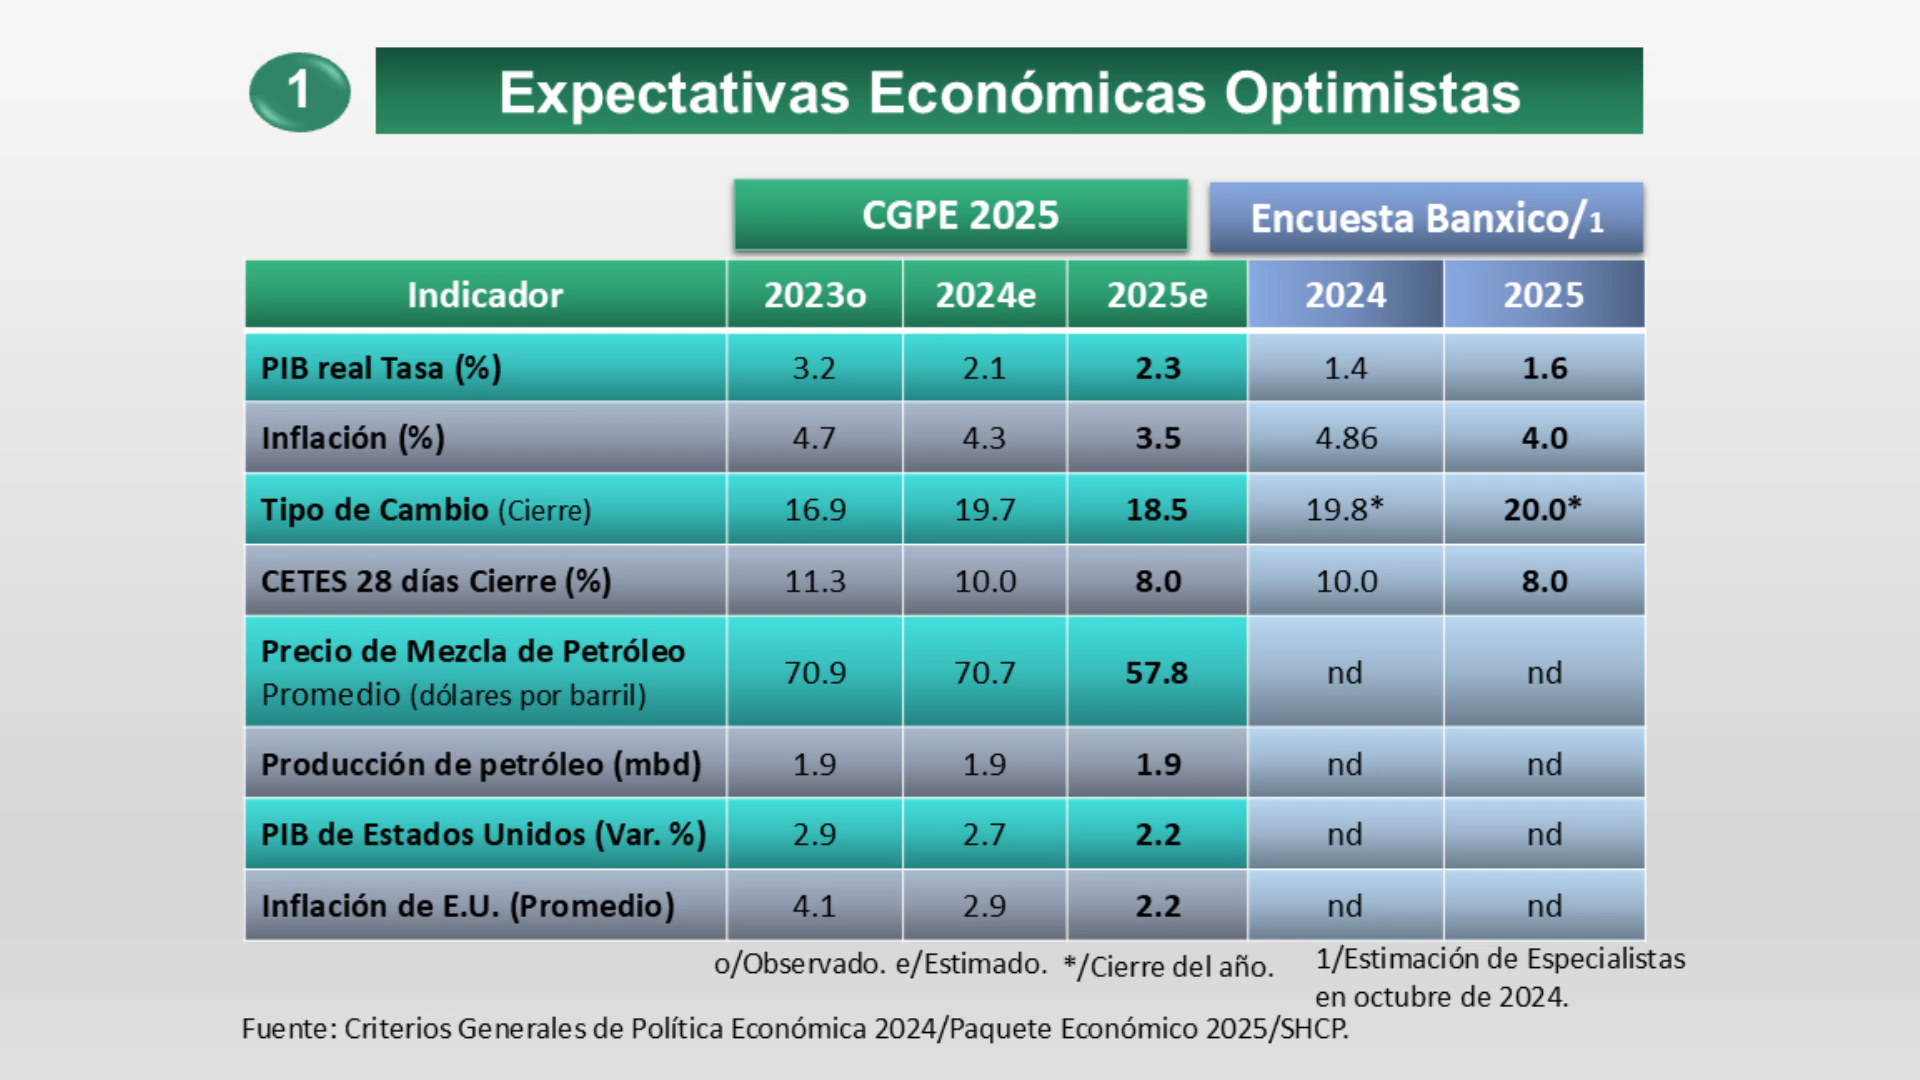 1
Expectativas Económicas Optimistas
CGPE 2025 Encuesta Banxico/1
Indicador 2023o 2024e 2025e 2024 2025
PIB real Tasa (%) 3.2 2.1 2.3 1.4 1.6
Inflación (%) 4.7 4.3 3.5 4.86 4.0
Tipo de Cambio (Cierre) 16.9 19.7 18.5 19.8* 20.0*
CETES 28 días Cierre (%) 11.3 10.0 8.0 10.0 8.0
Precio de Mezcla de Petróleo
Promedio (dólares por barril) 70.9 70.7 57.8 nd nd
Producción de petróleo (mbd) 1.9 1.9 1.9 nd nd
PIB de Estados Unidos (Var. %) 2.9 2.7 2.2 nd nd
Inflación de E.U. (Promedio) 4.1 2.9 2.2 nd nd
o/Observado. e/Estimado. */Cierre del año.
1/Estimación de Especialistas
en octubre de 2024.
Fuente: Criterios Generales de Política Económica 2024/Paquete Económico 2025/SHCP.